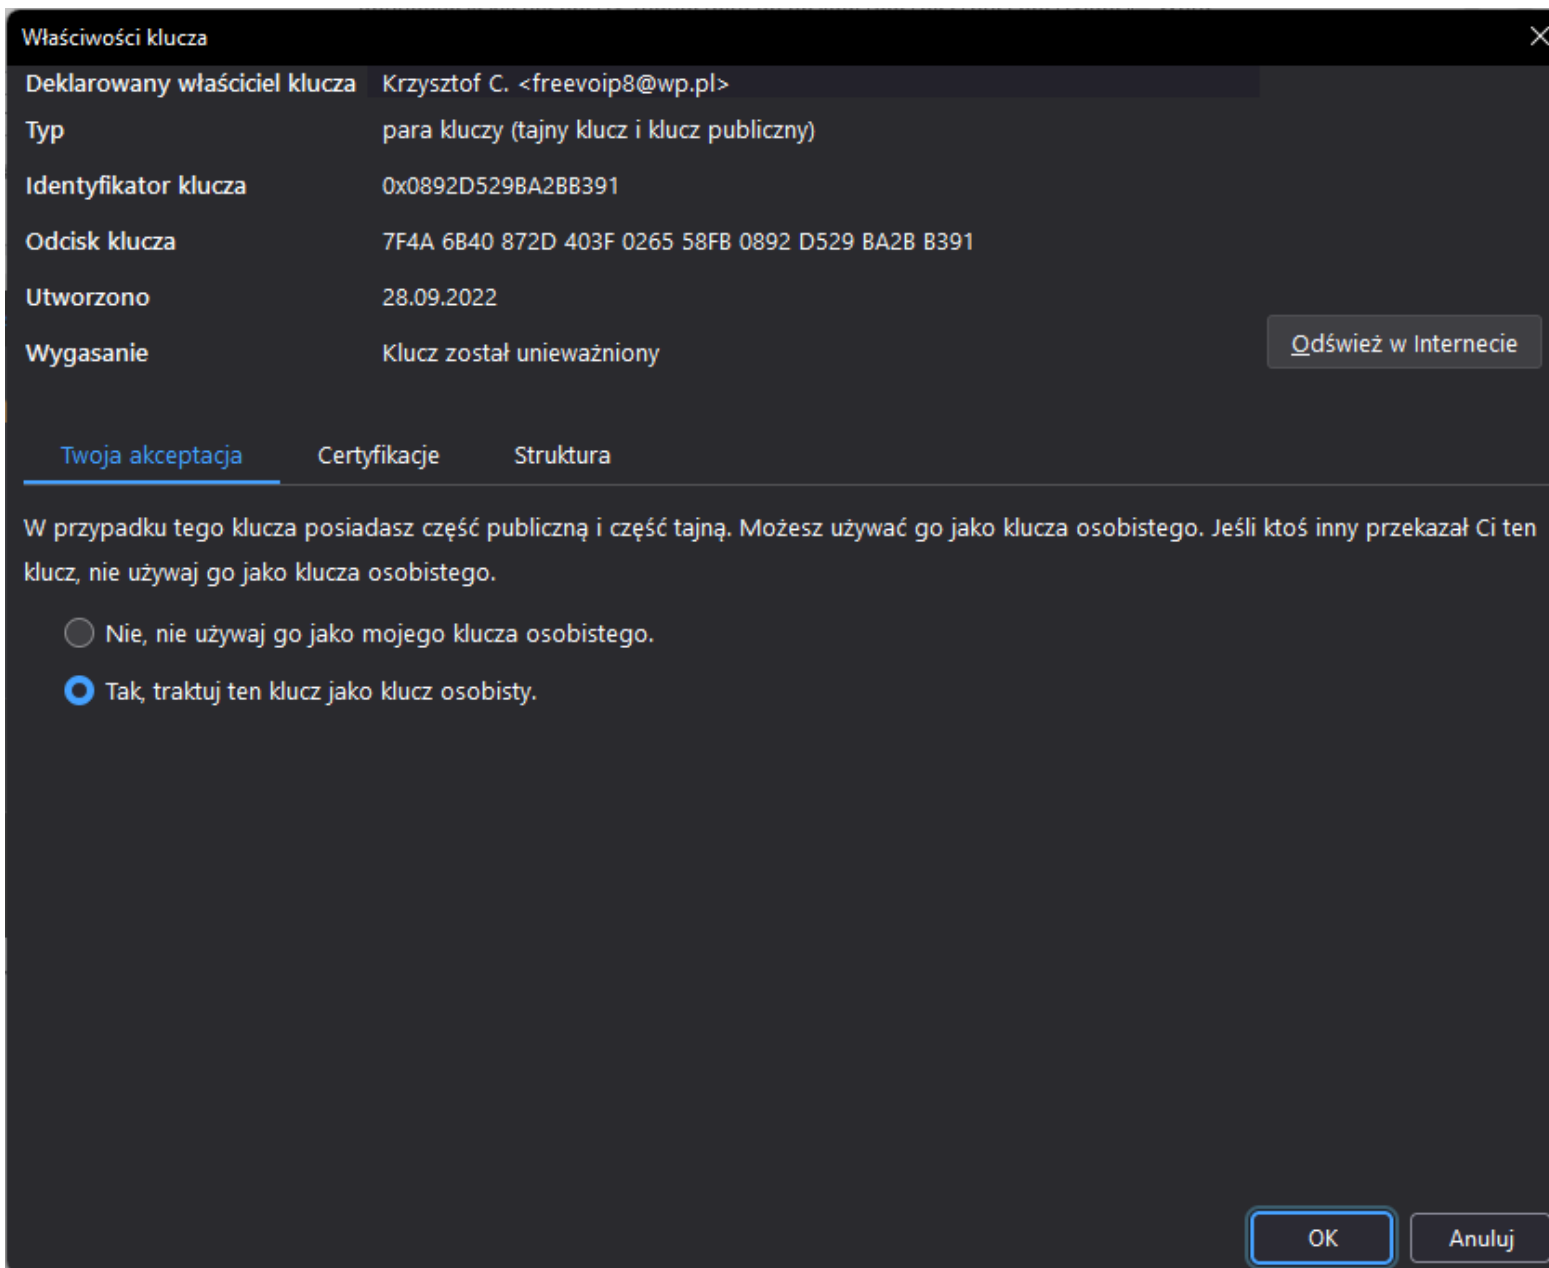 Właściwości klucza
Deklarowany właściciel klucza Krzysztof C. <freevoip8@wp.pl>
Typ para kluczy (tajny klucz i klucz publiczny)
Identyfikator klucza 0x0892D529BA2BB391
Odcisk klucza 7F4A 6B40 872D 403F 0265 58FB 0892 D529 BA2B B391
Utworzono 28.09.2022
Wygasanie Klucz został unieważniony
Odśwież w Internecie
Twoja akceptacja Certyfikacje Struktura
W przypadku tego klucza posiadasz część publiczną i część tajną. Możesz używać go jako klucza osobistego. Jeśli ktoś inny przekazał Ci ten
klucz, nie używaj go jako klucza osobistego.
Nie, nie używaj go jako mojego klucza osobistego.
Tak, traktuj ten klucz jako klucz osobisty.
OK Anuluj